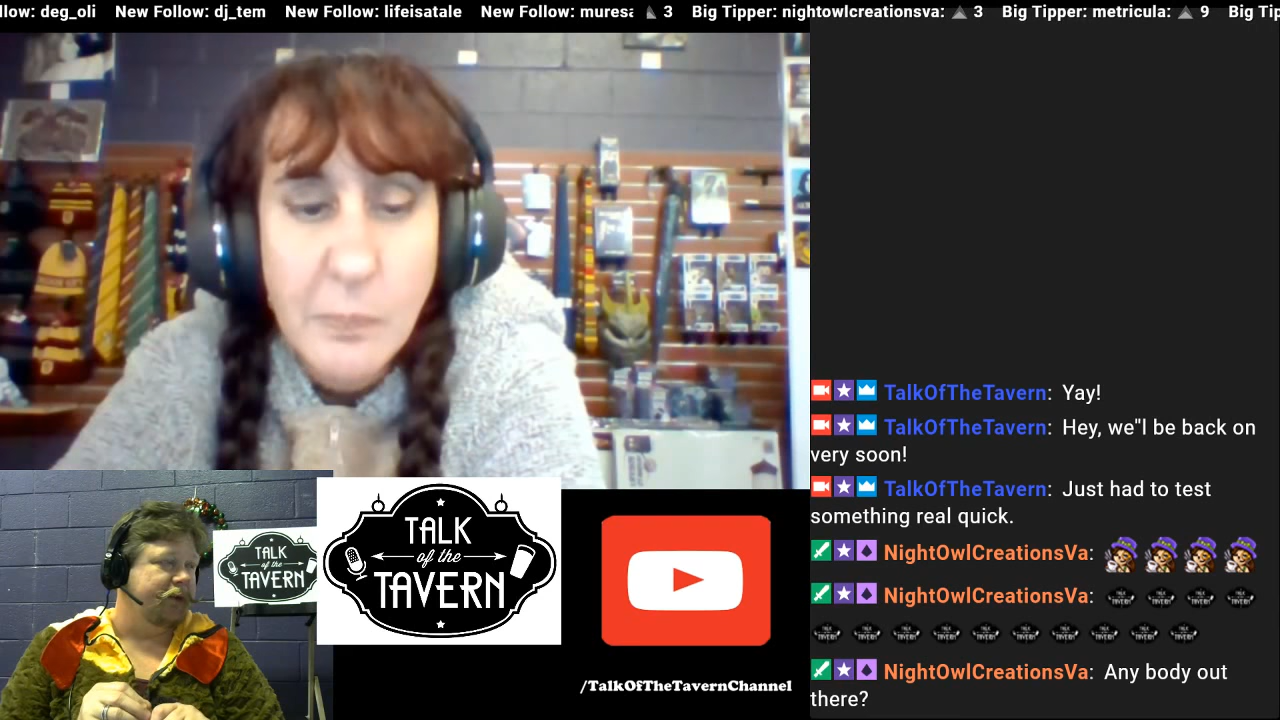 llow: deg_oli New Follow: dj_tem New Follow: lifeisatale New Follow: muresa 3 Big Tipper: nightowlcreationsva: 3 Big Tipper: metricula: 9 Big Tip
TalkOfTheTavern: Yay!
TalkOfTheTavern: Hey, we"l be back on
very soon!
TalkOfTheTavern: Just had to test
something real quick.
NightOwlCreationsVa:
NightOwlCreationsVa:
NightOwlCreationsVa: Any body out
there?
TALK
of the
TAVERN
TALK
of the
TAVERN
/TalkOfTheTavernChannel